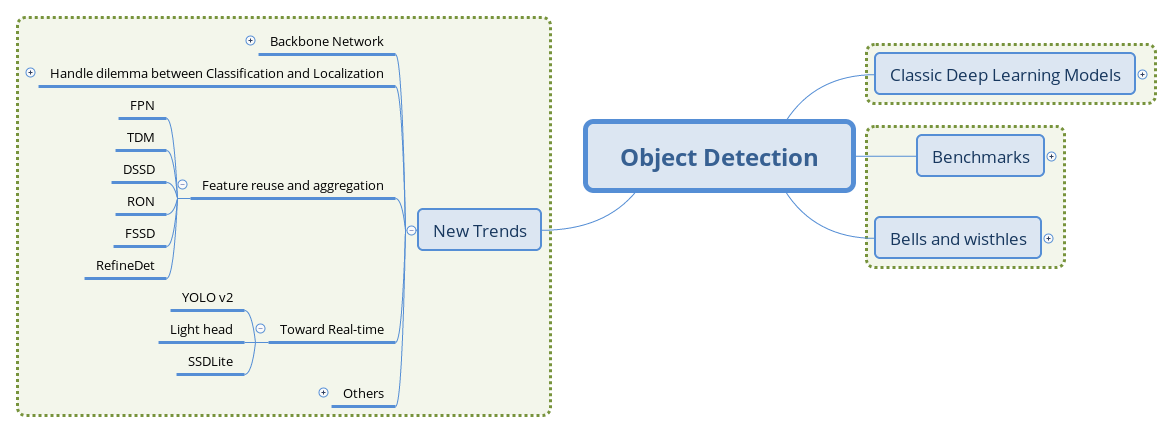 Backbone Network
Handle dilemma between Classification and Localization
FPN
TDM
DSSD
RON
FSSD
RefineDet
Feature reuse and aggregation
YOLO v2
Light head
SSDLite
Toward Real-time
Others
New Trends
Object Detection
Classic Deep Learning Models
Benchmarks
Bells and wisthles